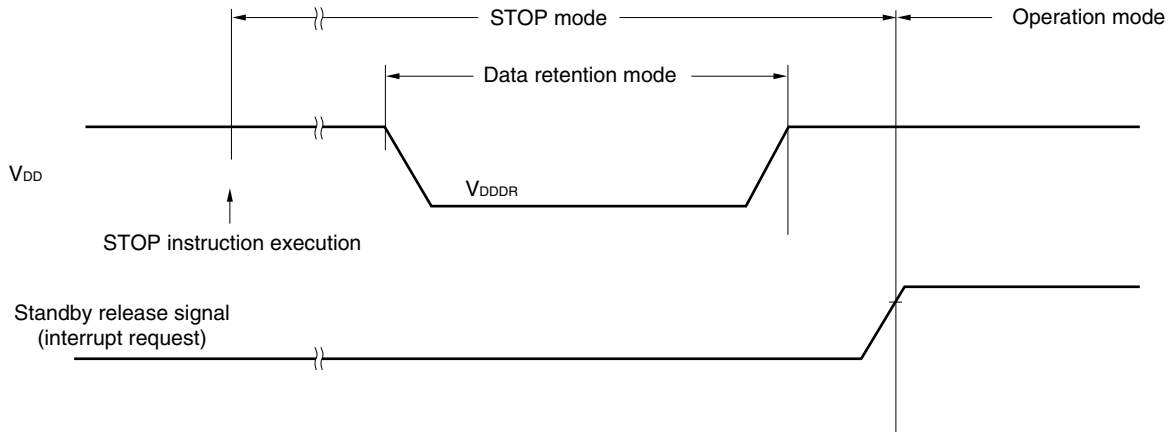 STOP mode
Operation mode
Data retention mode
VDD
VDDDR
STOP instruction execution
Standby release signal
(interrupt request)